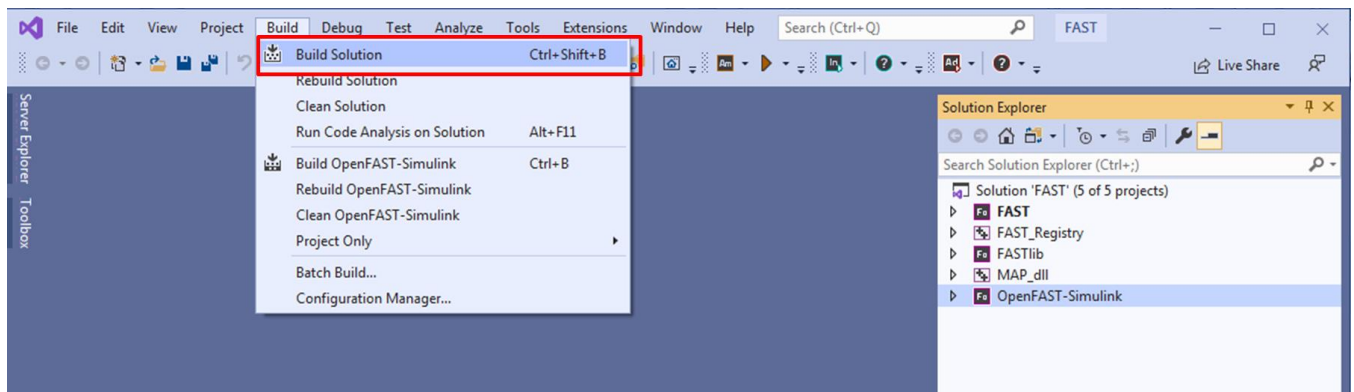 File Edit View Project Build Debug Test Analyze Tools Extensions Window Help Search (Ctrl+Q) FAST
Live Share
Build Solution Ctrl+Shift+B
Rebuild Solution
Clean Solution
Run Code Analysis on Solution Alt+F11
Build OpenFAST-Simulink Ctrl+B
Rebuild OpenFAST-Simulink
Clean OpenFAST-Simulink
Project Only
Batch Build...
Configuration Manager...
Server Explorer
Toolbox
Solution Explorer
Search Solution Explorer (Ctrl+;)
Solution 'FAST' (5 of 5 projects)
Fo FAST
FAST_Registry
Fo FASTlib
MAP_dll
Fo OpenFAST-Simulink